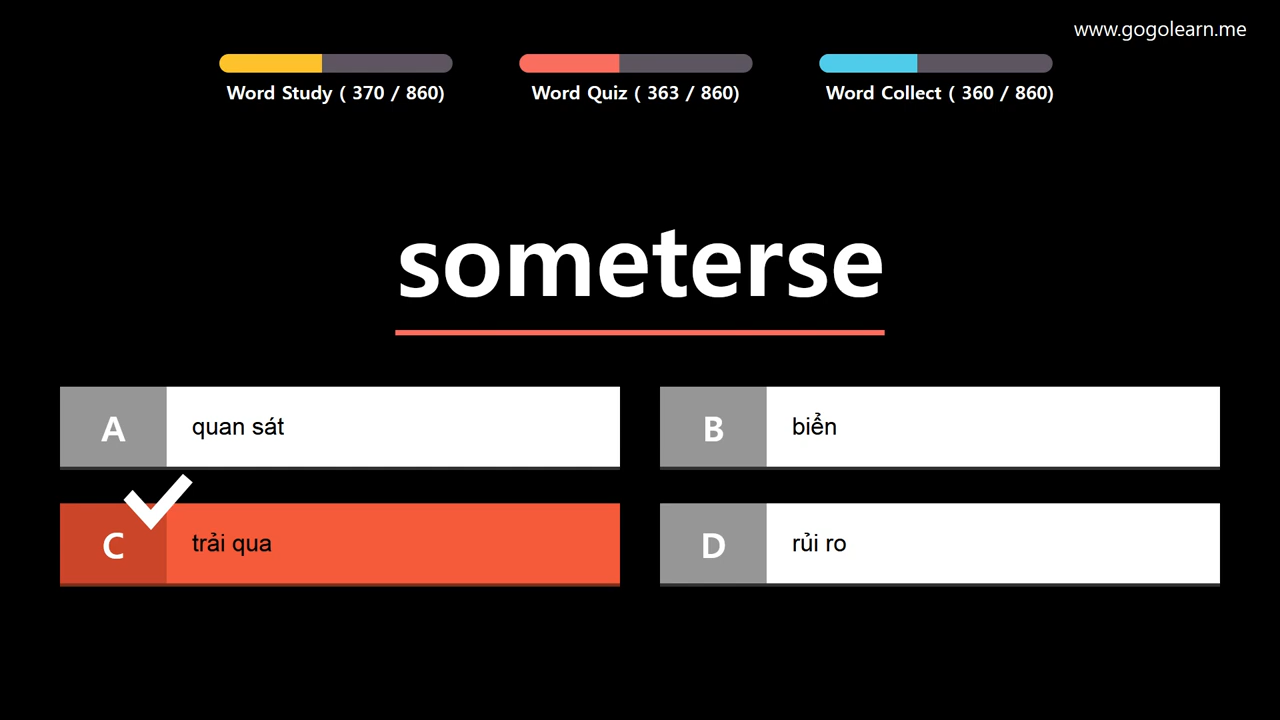 www.gogolearn.me
Word Study ( 370 / 860)
Word Quiz ( 363 / 860)
Word Collect ( 360 / 860)
someterse
A
quan sát
B
biển
C
trải qua
D
rủi ro